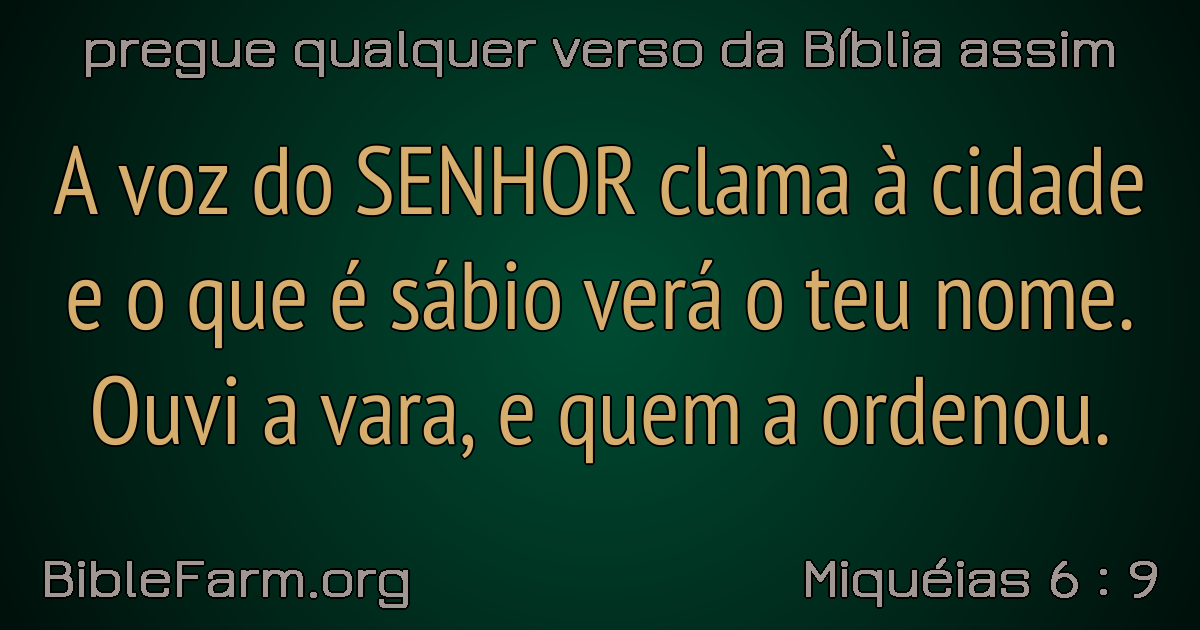 pregue qualquer verso da Bíblia assim
A voz do SENHOR clama à cidade
e o que é sábio verá o teu nome.
Ouvi a vara, e quem a ordenou.
BibleFarm.org
Miquéias 6 : 9